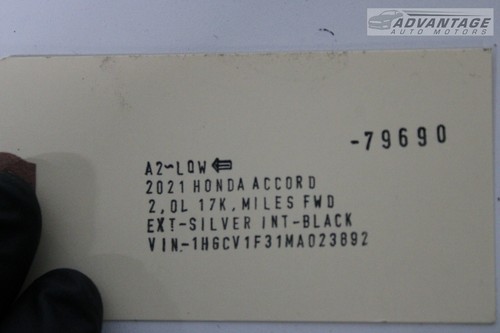 ADVANTAGE
AUTO MOTORS
-79690
A2~LOW⇦
2021 HONDA ACCORD
2,0L 17K, MILES FWD
EXT-SILVER INT-BLACK
VIN-1H6CV1F31MA023892